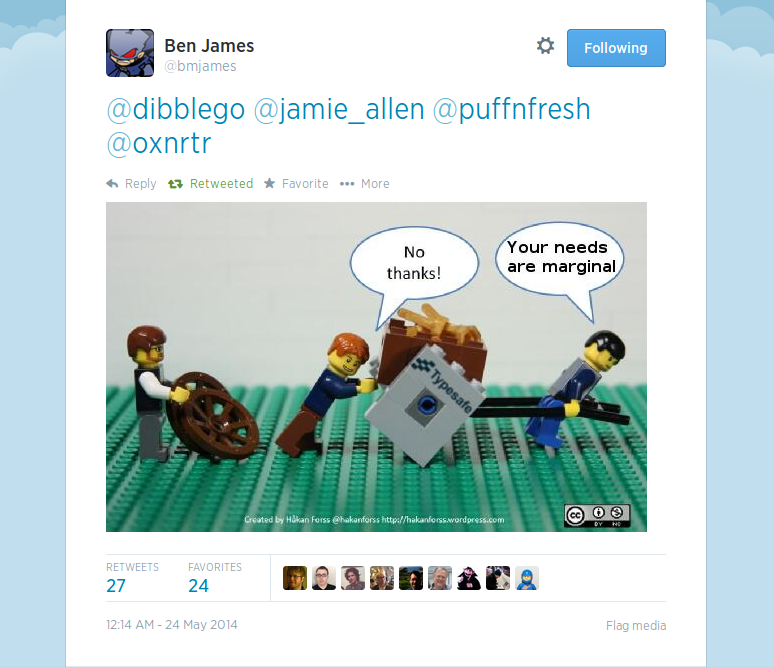 Ben James
@bmjames
Following
@dibblego @jamie_allen @puffnfresh
@oxnrtr
Reply Retweeted Favorite More
No
thanks!
Your needs
are marginal
Typesafe
Created by Håkan Forss @hakanforss http://hakanforss.wordpress.com
cc
BY NC
RETWEETS FAVORITES
27 24
12:14 AM - 24 May 2014
Flag media